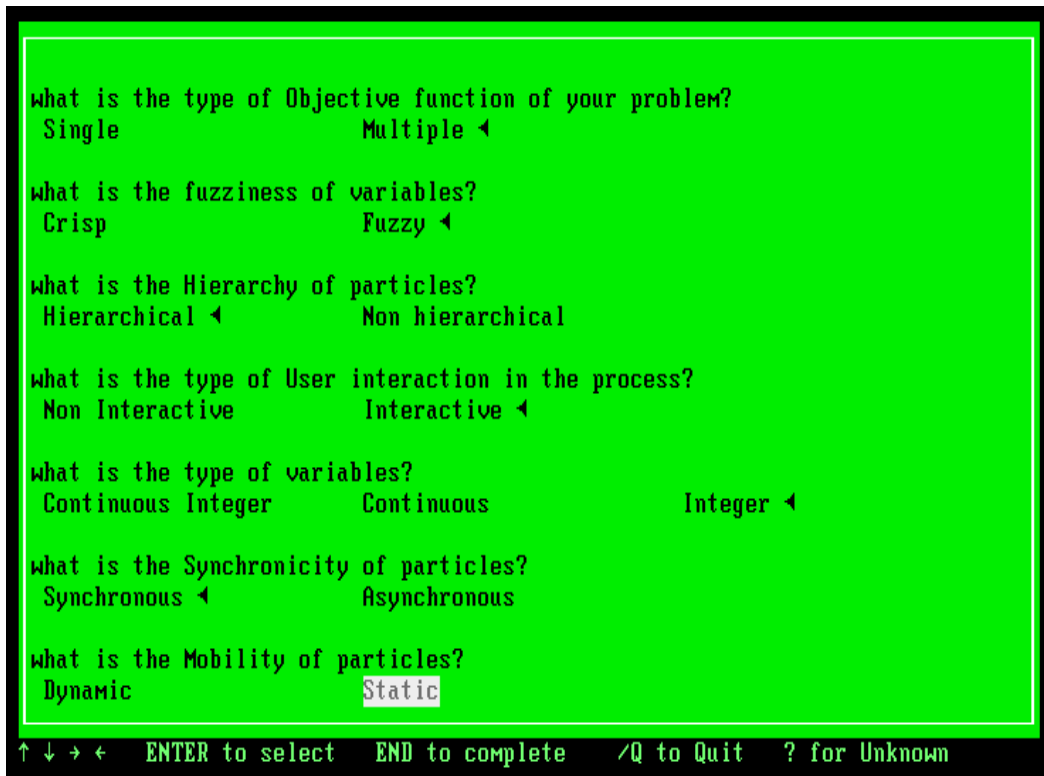 what is the type of Objective function of your problem?
Single Multiple ◄
what is the fuzziness of variables?
Crisp Fuzzy ◄
what is the Hierarchy of particles?
Hierarchical ◄ Non hierarchical
what is the type of User interaction in the process?
Non Interactive Interactive ◄
what is the type of variables?
Continuous Integer Continuous Integer ◄
what is the Synchronicity of particles?
Synchronous ◄ Asynchronous
what is the Mobility of particles?
Dynamic Static
↑ ↓ → ← ENTER to select END to complete /Q to Quit ? for Unknown